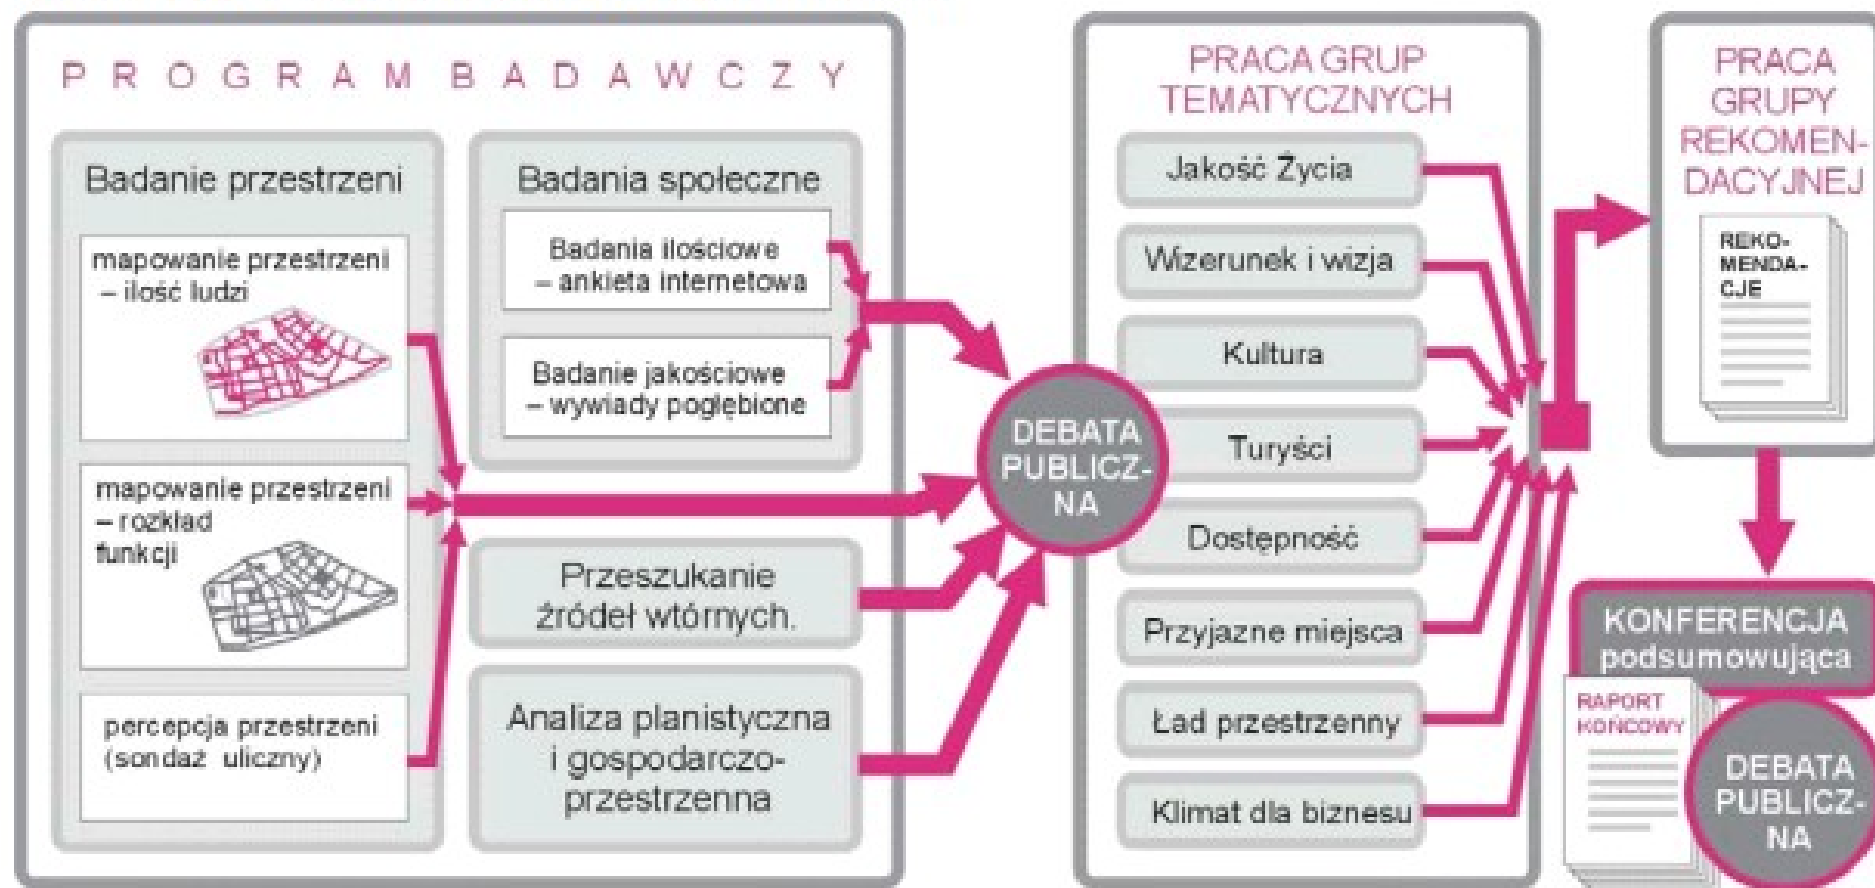 PROGRAM BADAWCZY
Badanie przestrzeni
mapowanie przestrzeni
– ilość ludzi
mapowanie przestrzeni
– rozkład
funkcji
percepcja przestrzeni
(sondaż uliczny)
Badania społeczne
Badania ilościowe
– ankieta internetowa
Badanie jakościowe
– wywiady pogłębione
Przeszukanie
źródeł wtórnych.
Analiza planistyczna
i gospodarczo-
przestrzenna
DEBATA
PUBLICZ-
NA
PRACA GRUP
TEMATYCZNYCH
Jakość Życia
Wizerunek i wizja
Kultura
Turyści
Dostępność
Przyjazne miejsca
Ład przestrzenny
Klimat dla biznesu
PRACA
GRUPY
REKOMEN-
DACYJNEJ
REKO-
MENDA-
CJE
KONFERENCJA
podsumowująca
RAPORT
KOŃCOWY
DEBATA
PUBLICZ-
NA